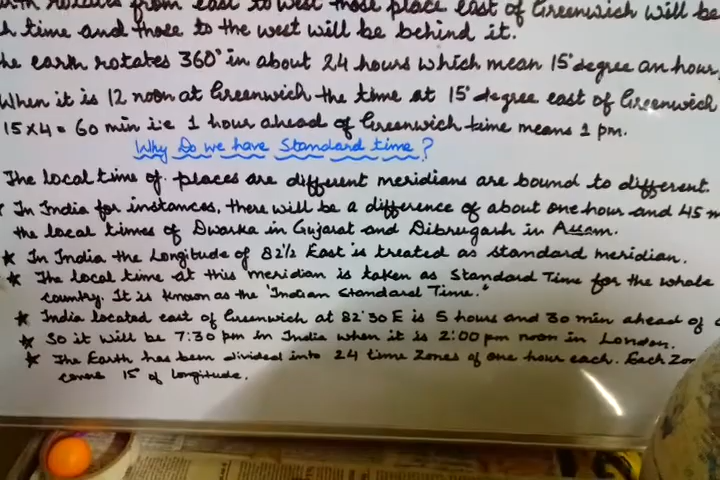 rotates from east to west those place east of Greenwich will be
h time and those to the west will be behind it.
he earth rotates 360° in about 24 hours which mean 15° degree an hour
When it is 12 noon at Greenwich the time at 15° degree east of Greenwich
15x4 = 60 min i.e 1 hour ahead of Greenwich time means 1 pm.
Why Do we have Standard time?
The local time of places are different meridians are bound to different.
In India for instances, there will be a difference of about one hour and 45 m
the local times of Dwarka in Gujarat and Dibrugarh in Assam.
* In India the Longitude of 82½ East is treated as standard meridian.
* The local time at this meridian is taken as Standard Time for the whole
country. It is known as the "Indian Standard Time."
* India located east of Greenwich at 82°30 E is 5 hours and 30 min ahead of
* So it will be 7:30 pm in India when it is 2:00 pm noon in London.
* The Earth has been divided into 24 time zones of one hour each. Each Zon
covers 15° of longitude.